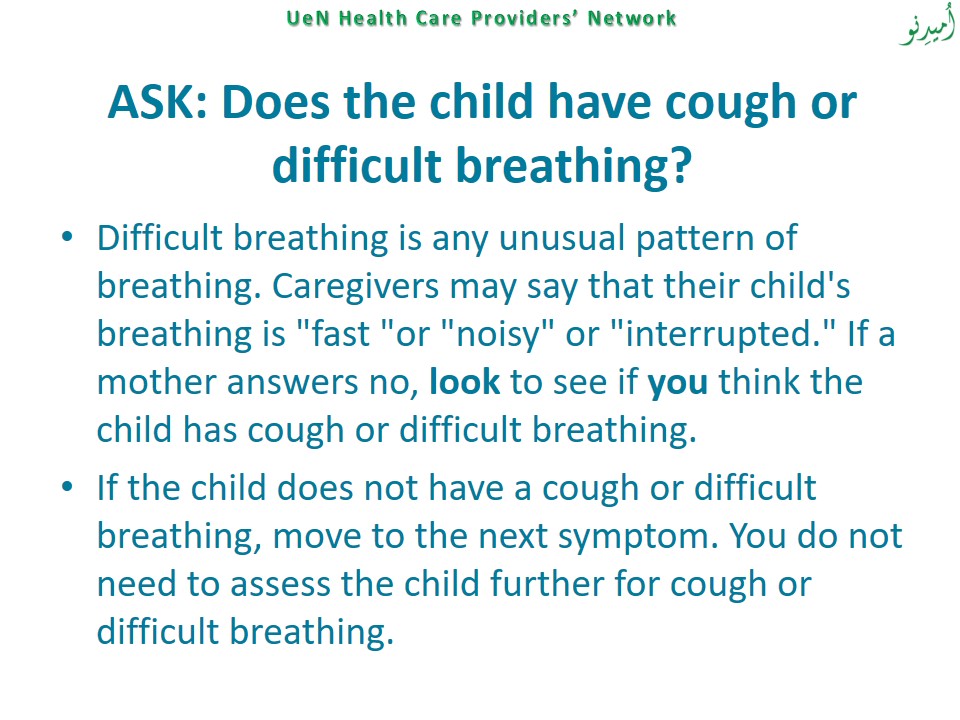 UeN Health Care Providers’ Network
اُمیدِنو
ASK: Does the child have cough or
difficult breathing?
• Difficult breathing is any unusual pattern of
breathing. Caregivers may say that their child's
breathing is "fast "or "noisy" or "interrupted." If a
mother answers no, look to see if you think the
child has cough or difficult breathing.
• If the child does not have a cough or difficult
breathing, move to the next symptom. You do not
need to assess the child further for cough or
difficult breathing.